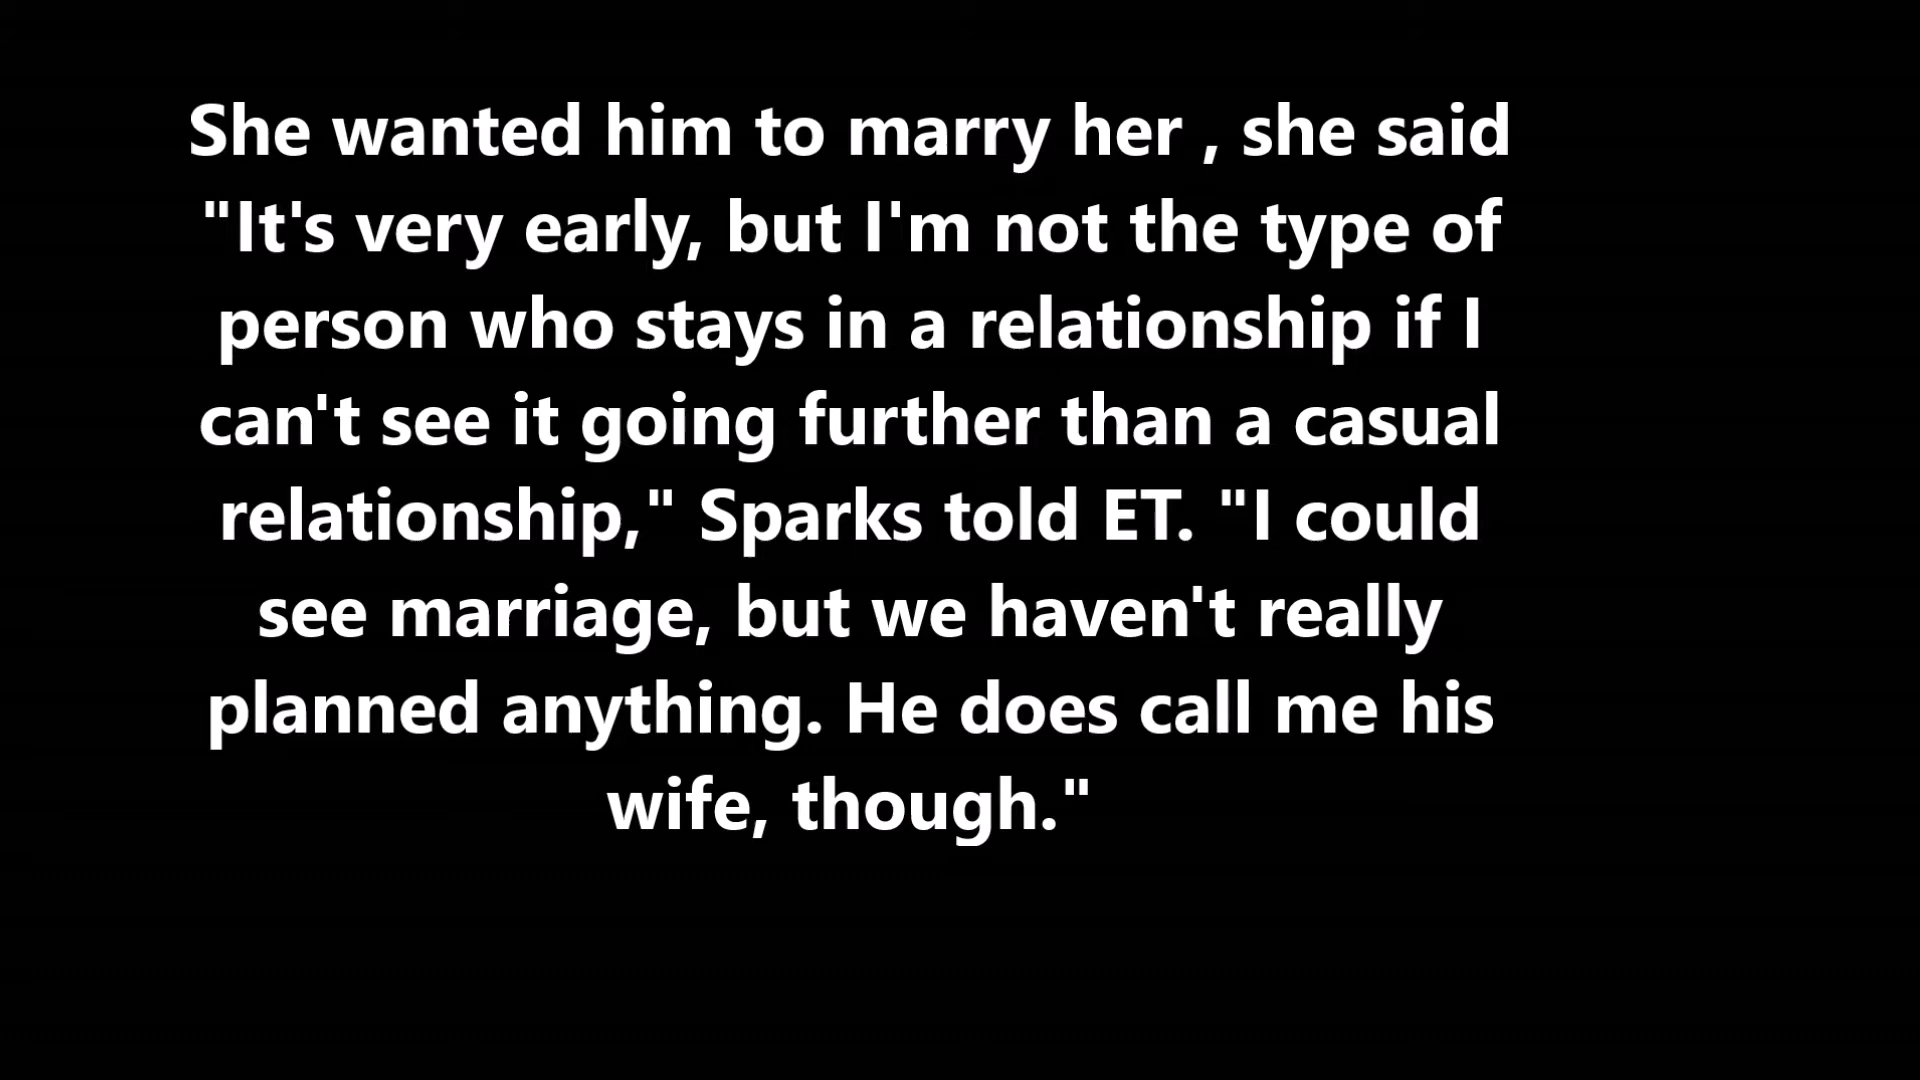 She wanted him to marry her , she said
"It's very early, but I'm not the type of
person who stays in a relationship if I
can't see it going further than a casual
relationship," Sparks told ET. "I could
see marriage, but we haven't really
planned anything. He does call me his
wife, though."